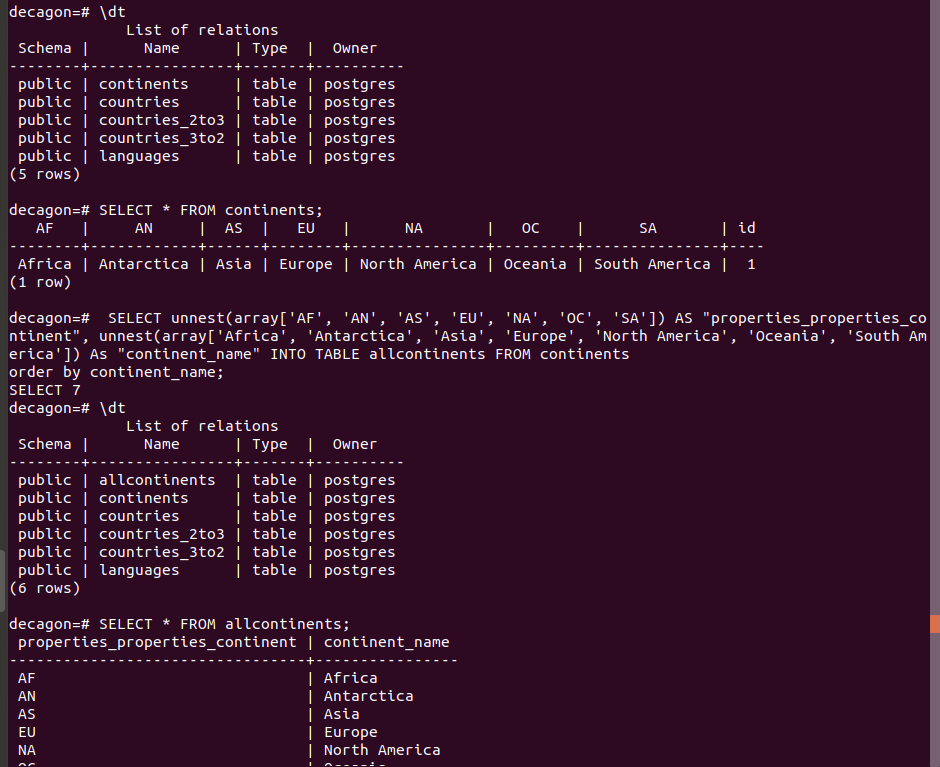 decagon=# \dt
             List of relations
 Schema |      Name      | Type  |  Owner
--------+----------------+-------+----------
 public | continents     | table | postgres
 public | countries      | table | postgres
 public | countries_2to3 | table | postgres
 public | countries_3to2 | table | postgres
 public | languages      | table | postgres
(5 rows)

decagon=# SELECT * FROM continents;
   AF   |     AN     |  AS  |   EU   |      NA       |   OC    |      SA       | id
--------+------------+------+--------+---------------+---------+---------------+----
 Africa | Antarctica | Asia | Europe | North America | Oceania | South America |  1
(1 row)

decagon=#  SELECT unnest(array['AF', 'AN', 'AS', 'EU', 'NA', 'OC', 'SA']) AS "properties_properties_co
ntinent", unnest(array['Africa', 'Antarctica', 'Asia', 'Europe', 'North America', 'Oceania', 'South Am
erica']) As "continent_name" INTO TABLE allcontinents FROM continents
order by continent_name;
SELECT 7
decagon=# \dt
             List of relations
 Schema |      Name      | Type  |  Owner
--------+----------------+-------+----------
 public | allcontinents  | table | postgres
 public | continents     | table | postgres
 public | countries      | table | postgres
 public | countries_2to3 | table | postgres
 public | countries_3to2 | table | postgres
 public | languages      | table | postgres
(6 rows)

decagon=# SELECT * FROM allcontinents;
 properties_properties_continent | continent_name
---------------------------------+----------------
 AF                              | Africa
 AN                              | Antarctica
 AS                              | Asia
 EU                              | Europe
 NA                              | North America